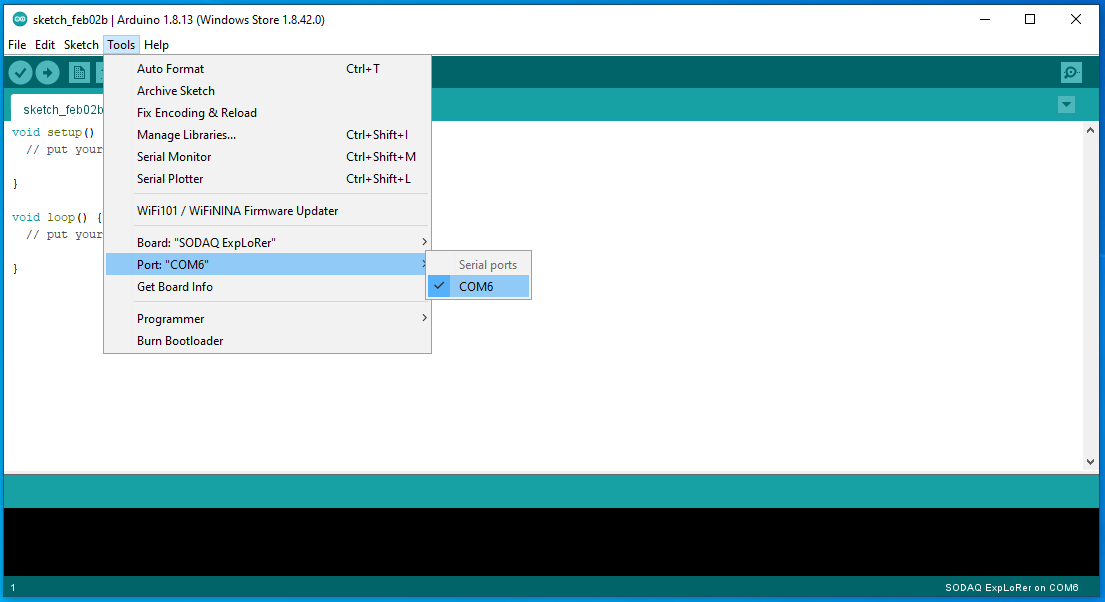 sketch_feb02b | Arduino 1.8.13 (Windows Store 1.8.42.0)
File Edit Sketch Tools Help
Auto Format Ctrl+T
Archive Sketch
Fix Encoding & Reload
Manage Libraries... Ctrl+Shift+I
Serial Monitor Ctrl+Shift+M
Serial Plotter Ctrl+Shift+L
WiFi101 / WiFiNINA Firmware Updater
Board: "SODAQ ExpLoRer"
Port: "COM6"
Get Board Info
Programmer
Burn Bootloader
Serial ports
COM6
sketch_feb02b
void setup()
// put your
}
void loop() {
// put your
}
1 SODAQ ExpLoRer on COM6